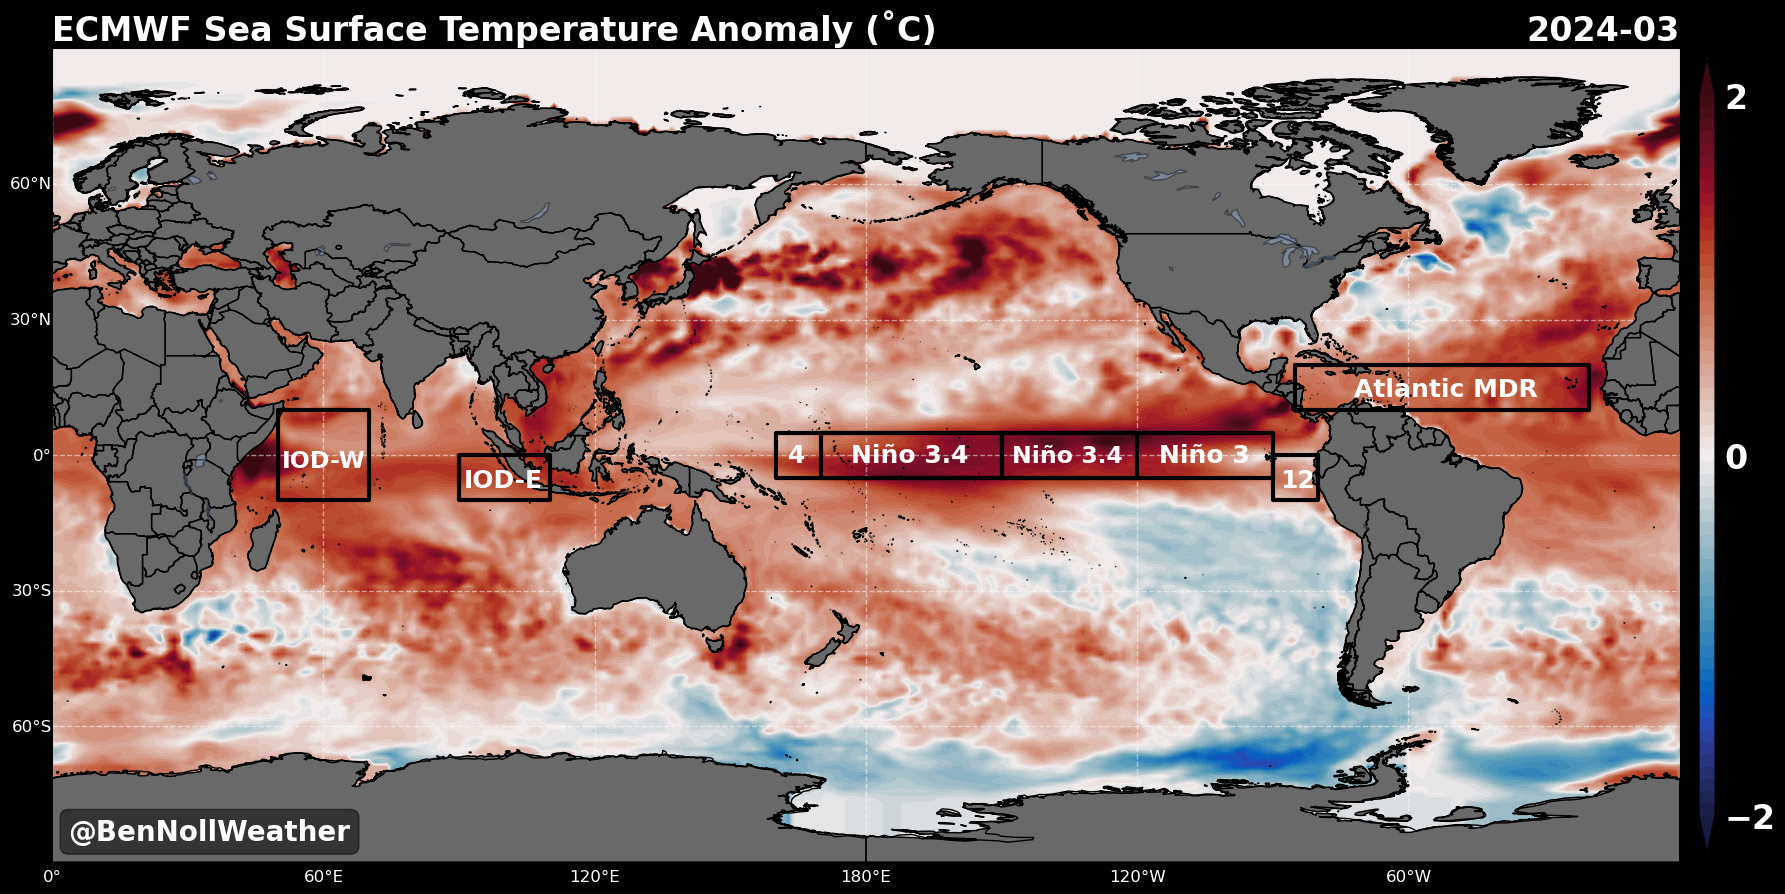 ECMWF Sea Surface Temperature Anomaly (˚C)
2024-03
2
60°N
30°N
Atlantic MDR
0°
IOD-W
IOD-E
4
Niño 3.4
Niño 3.4
Niño 3
12
0
30°S
60°S
@BenNollWeather
−2
0°
60°E
120°E
180°E
120°W
60°W